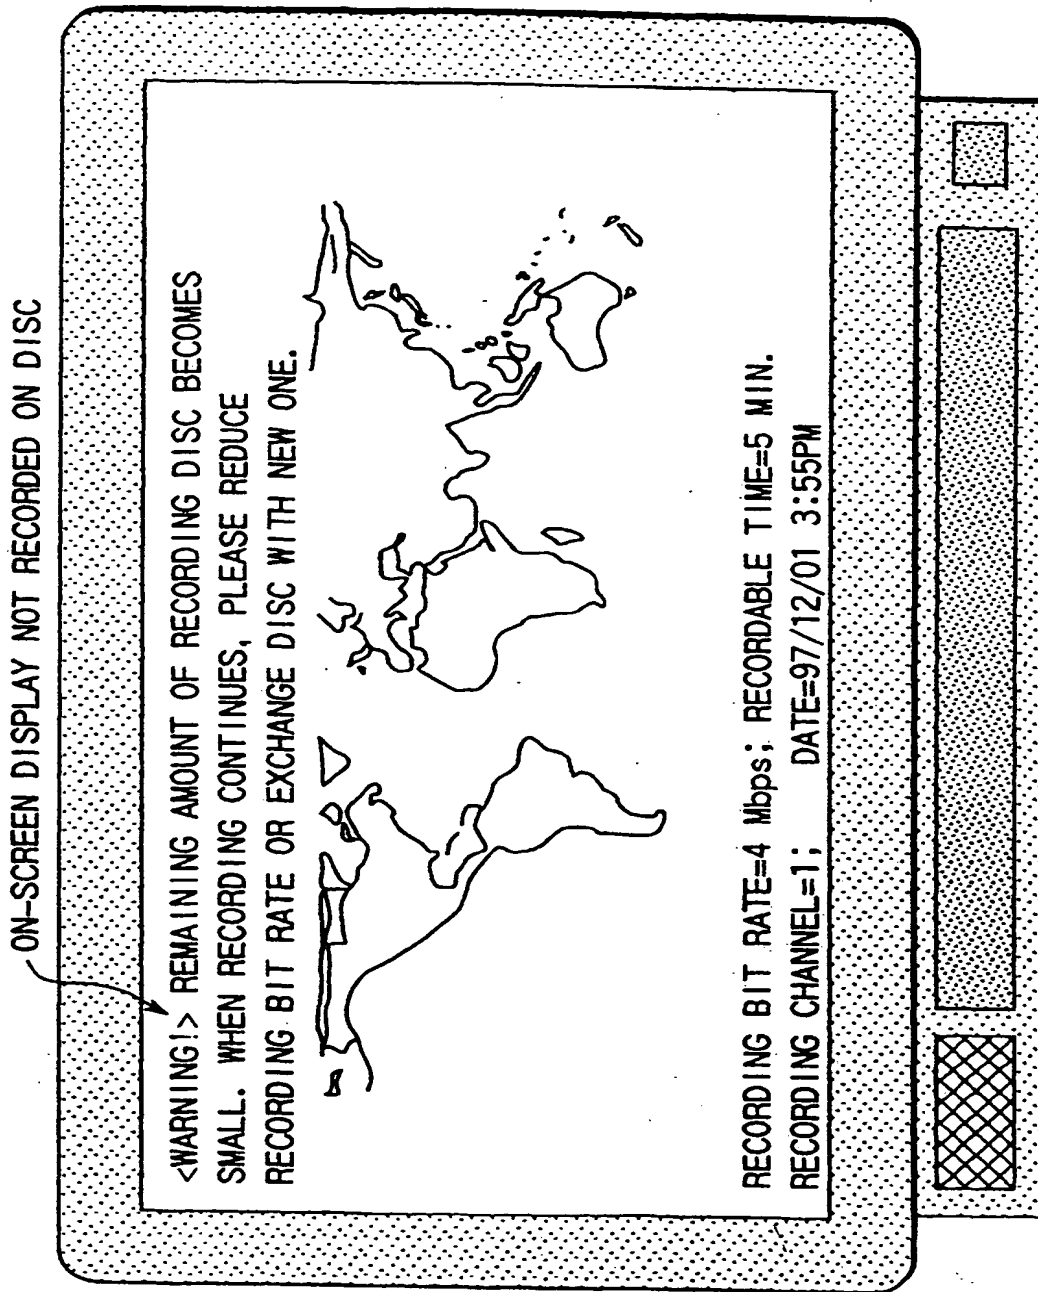 ON-SCREEN DISPLAY NOT RECORDED ON DISC
<WARNING!> REMAINING AMOUNT OF RECORDING DISC BECOMES
SMALL. WHEN RECORDING CONTINUES, PLEASE REDUCE
RECORDING BIT RATE OR EXCHANGE DISC WITH NEW ONE.
RECORDING BIT RATE=4 Mbps; RECORDABLE TIME=5 MIN.
RECORDING CHANNEL=1; DATE=97/12/01 3:55PM